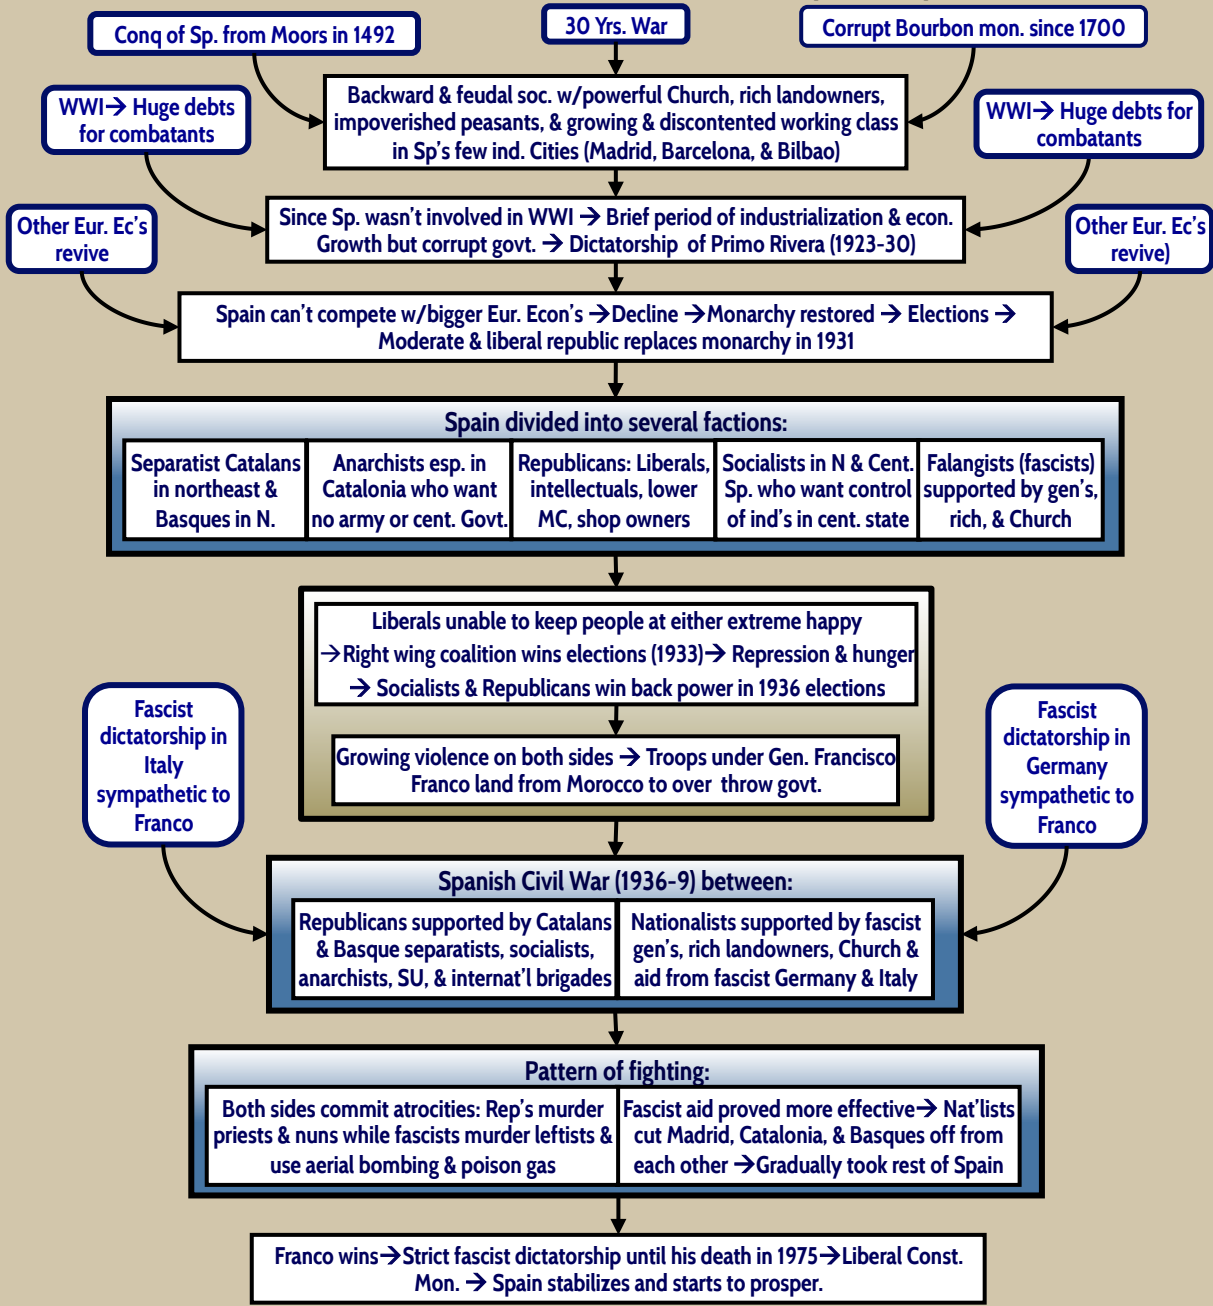 Conq of Sp. from Moors in 1492
30 Yrs. War
Corrupt Bourbon mon. since 1700
Backward & feudal soc. w/powerful Church, rich landowners,
impoverished peasants, & growing & discontented working class
in Sp's few ind. Cities (Madrid, Barcelona, & Bilbao)
WWI→ Huge debts
for combatants
WWI→ Huge debts for
combatants
Since Sp. wasn't involved in WWI → Brief period of industrialization & econ.
Growth but corrupt govt. → Dictatorship of Primo Rivera (1923-30)
Other Eur. Ec's
revive
Other Eur. Ec's
revive)
Spain can't compete w/bigger Eur. Econ's →Decline →Monarchy restored → Elections →
Moderate & liberal republic replaces monarchy in 1931
Spain divided into several factions:
Separatist Catalans
in northeast &
Basques in N.
Anarchists esp. in
Catalonia who want
no army or cent. Govt.
Republicans: Liberals,
intellectuals, lower
MC, shop owners
Socialists in N & Cent.
Sp. who want control
of ind's in cent. state
Falangists (fascists)
supported by gen's,
rich, & Church
Liberals unable to keep people at either extreme happy
→Right wing coalition wins elections (1933)→ Repression & hunger
→ Socialists & Republicans win back power in 1936 elections
Growing violence on both sides → Troops under Gen. Francisco
Franco land from Morocco to over throw govt.
Fascist
dictatorship in
Italy
sympathetic to
Franco
Fascist
dictatorship in
Germany
sympathetic to
Franco
Spanish Civil War (1936-9) between:
Republicans supported by Catalans
& Basque separatists, socialists,
anarchists, SU, & internat'l brigades
Nationalists supported by fascist
gen's, rich landowners, Church &
aid from fascist Germany & Italy
Pattern of fighting:
Both sides commit atrocities: Rep's murder
priests & nuns while fascists murder leftists &
use aerial bombing & poison gas
Fascist aid proved more effective→ Nat'lists
cut Madrid, Catalonia, & Basques off from
each other →Gradually took rest of Spain
Franco wins→Strict fascist dictatorship until his death in 1975→Liberal Const.
Mon. → Spain stabilizes and starts to prosper.